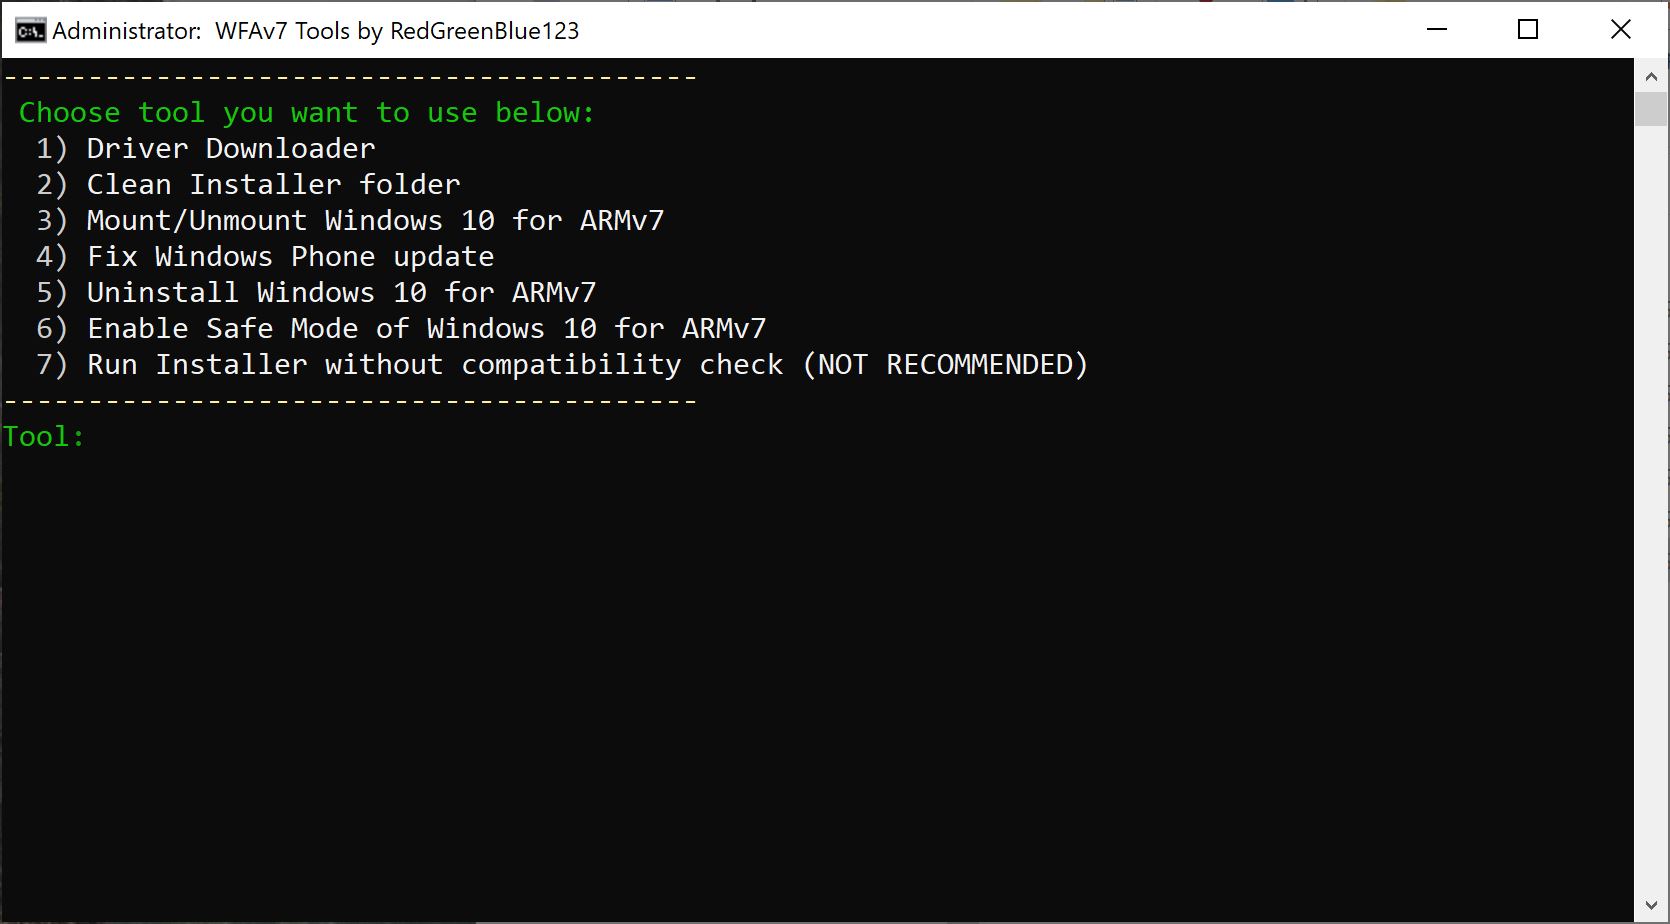 Administrator:  WFAv7 Tools by RedGreenBlue123
-----------------------------------------
 Choose tool you want to use below:
  1) Driver Downloader
  2) Clean Installer folder
  3) Mount/Unmount Windows 10 for ARMv7
  4) Fix Windows Phone update
  5) Uninstall Windows 10 for ARMv7
  6) Enable Safe Mode of Windows 10 for ARMv7
  7) Run Installer without compatibility check (NOT RECOMMENDED)
-----------------------------------------
Tool: